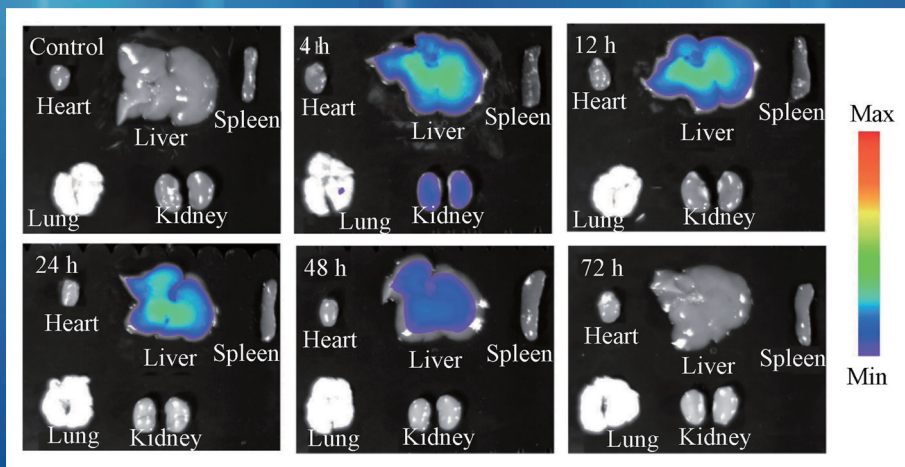 Control
Heart
Liver
Spleen
Lung
Kidney
4 h
Heart
Liver
Spleen
Lung
Kidney
12 h
Heart
Liver
Spleen
Lung
Kidney
24 h
Heart
Liver
Spleen
Lung
Kidney
48 h
Heart
Liver
Spleen
Lung
Kidney
72 h
Heart
Liver
Spleen
Lung
Kidney
Max
Min